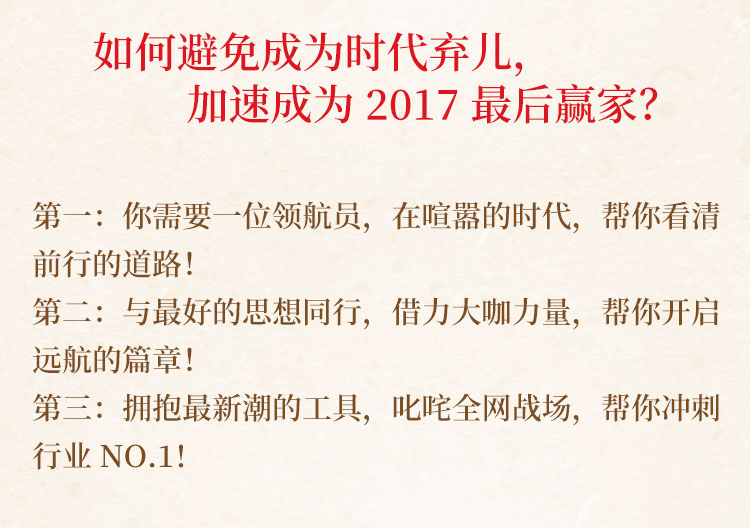 如何避免成为时代弃儿，
加速成为 2017 最后赢家？
第一：你需要一位领航员，在喧嚣的时代，帮你看清
前行的道路！
第二：与最好的思想同行，借力大咖力量，帮你开启
远航的篇章！
第三：拥抱最新潮的工具，叱咤全网战场，帮你冲刺
行业 NO.1！